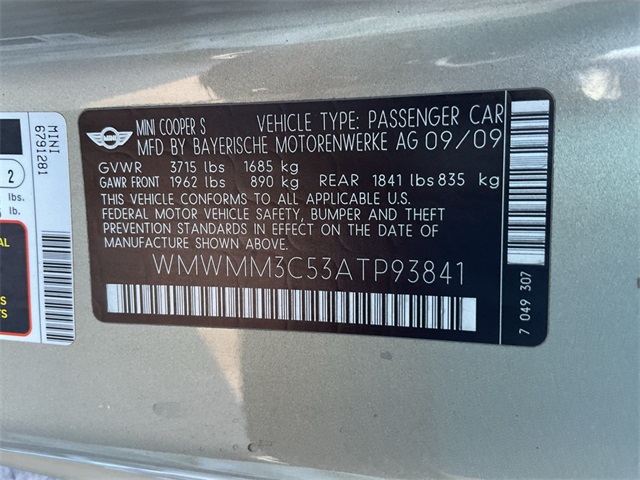 MINI
MINI COOPER S VEHICLE TYPE: PASSENGER CAR
MFD BY BAYERISCHE MOTORENWERKE AG 09/09
GVWR 3715 lbs 1685 kg
GAWR FRONT 1962 lbs 890 kg REAR 1841 lbs 835 kg
THIS VEHICLE CONFORMS TO ALL APPLICABLE U.S.
FEDERAL MOTOR VEHICLE SAFETY, BUMPER AND THEFT
PREVENTION STANDARDS IN EFFECT ON THE DATE OF
MANUFACTURE SHOWN ABOVE.
WMWMM3C53ATP93841
7 049 307
MINI
6791281
2
lbs.
lb.